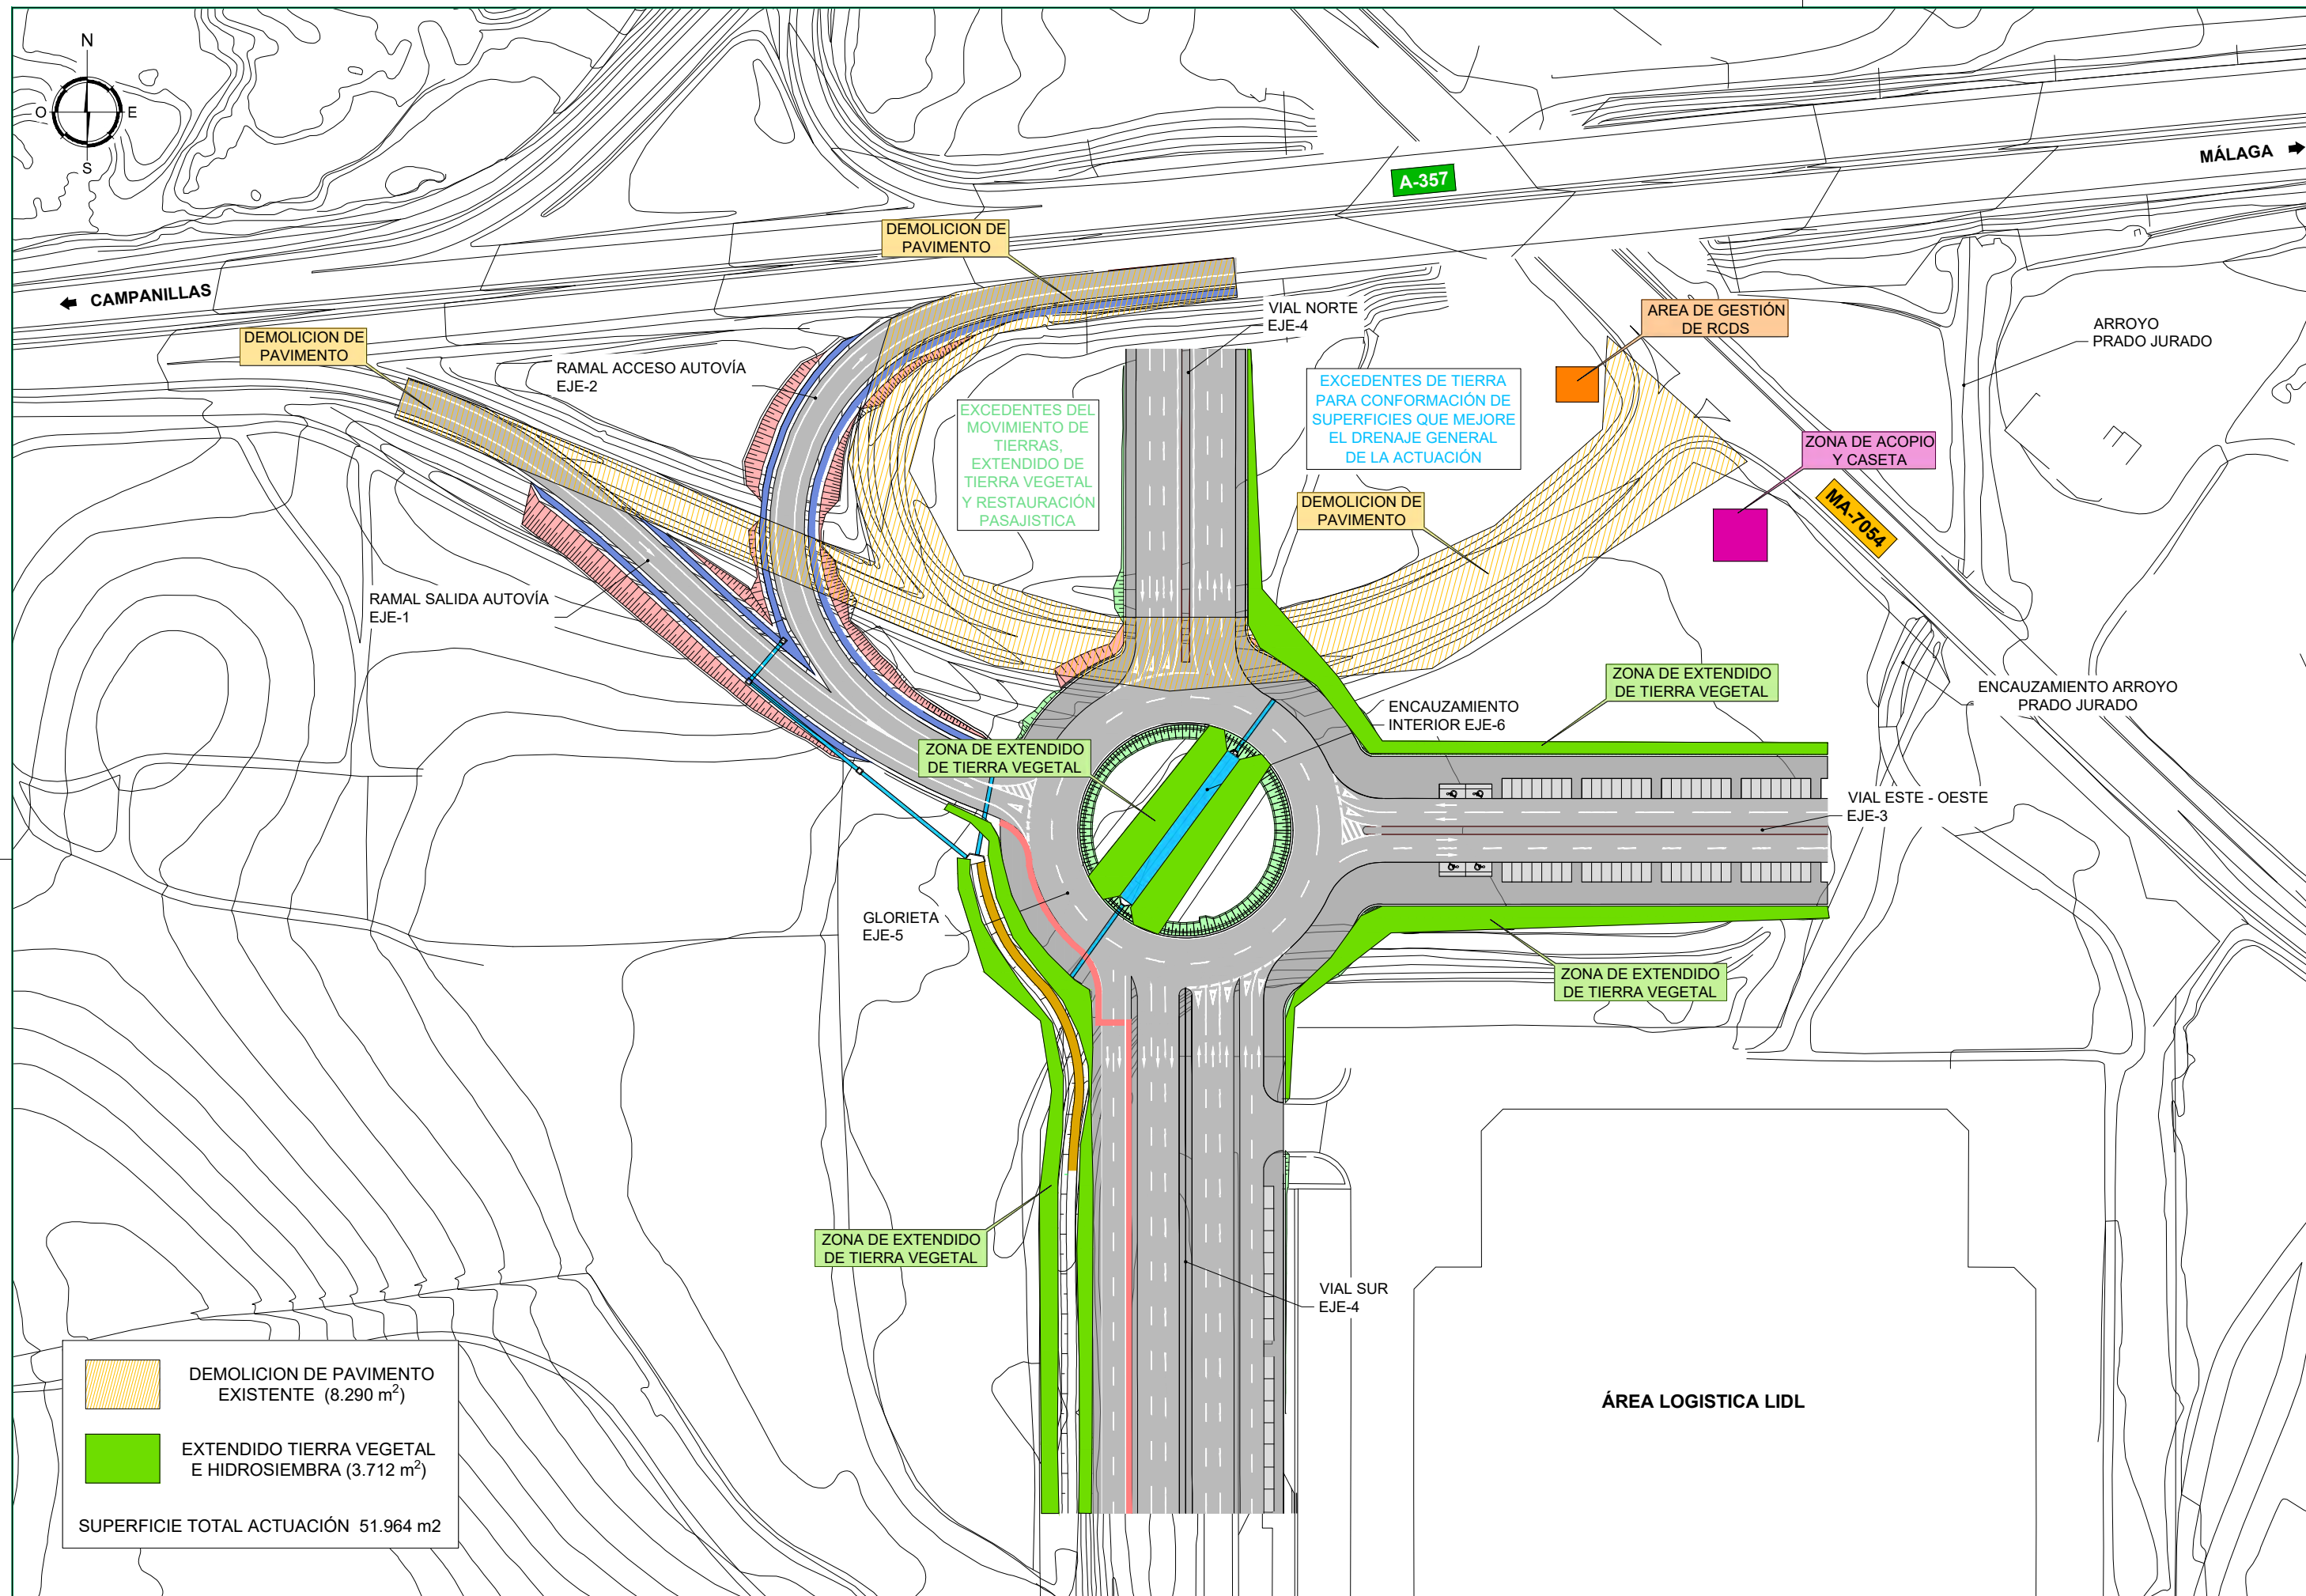 N
O
E
S
A-357
MÁLAGA
CAMPANILLAS
DEMOLICION DE
PAVIMENTO
DEMOLICION DE
PAVIMENTO
VIAL NORTE
EJE-4
AREA DE GESTIÓN
DE RCDS
ARROYO
PRADO JURADO
RAMAL ACCESO AUTOVÍA
EJE-2
EXCEDENTES DEL
MOVIMIENTO DE
TIERRAS,
EXTENDIDO DE
TIERRA VEGETAL
Y RESTAURACIÓN
PASAJISTICA
EXCEDENTES DE TIERRA
PARA CONFORMACIÓN DE
SUPERFICIES QUE MEJORE
EL DRENAJE GENERAL
DE LA ACTUACIÓN
ZONA DE ACOPIO
Y CASETA
DEMOLICION DE
PAVIMENTO
MA-7054
RAMAL SALIDA AUTOVÍA
EJE-1
ZONA DE EXTENDIDO
DE TIERRA VEGETAL
ENCAUZAMIENTO ARROYO
PRADO JURADO
ENCAUZAMIENTO
INTERIOR EJE-6
ZONA DE EXTENDIDO
DE TIERRA VEGETAL
VIAL ESTE - OESTE
EJE-3
GLORIETA
EJE-5
ZONA DE EXTENDIDO
DE TIERRA VEGETAL
ZONA DE EXTENDIDO
DE TIERRA VEGETAL
VIAL SUR
EJE-4
ÁREA LOGISTICA LIDL
DEMOLICION DE PAVIMENTO
EXISTENTE (8.290 m²)
EXTENDIDO TIERRA VEGETAL
E HIDROSIEMBRA (3.712 m²)
SUPERFICIE TOTAL ACTUACIÓN 51.964 m2